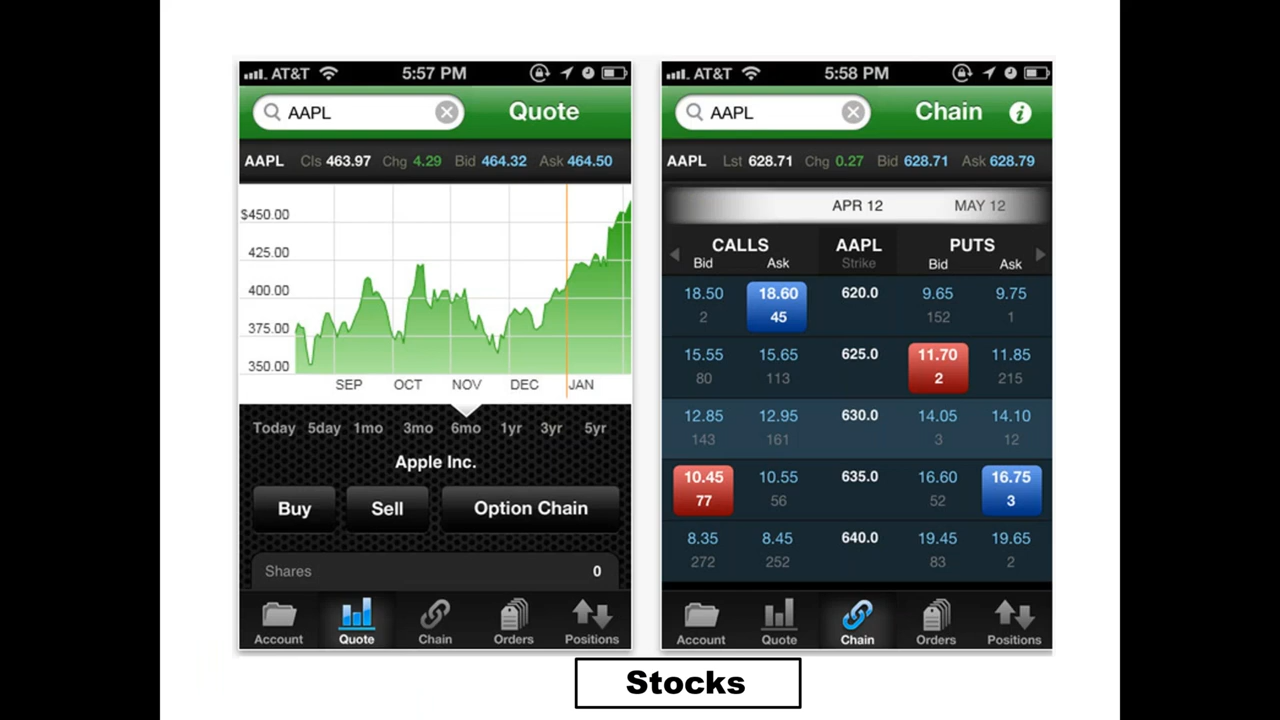 AT&T 5:57 PM
AAPL Quote
AAPL Cls 463.97 Chg 4.29 Bid 464.32 Ask 464.50
$450.00
425.00
400.00
375.00
350.00
SEP OCT NOV DEC JAN
Today 5day 1mo 3mo 6mo 1yr 3yr 5yr
Apple Inc.
Buy Sell Option Chain
Shares 0
Account Quote Chain Orders Positions
AT&T 5:58 PM
AAPL Chain i
AAPL Lst 628.71 Chg 0.27 Bid 628.71 Ask 628.79
APR 12 MAY 12
CALLS AAPL PUTS
Bid Ask Strike Bid Ask
18.50 18.60 620.0 9.65 9.75
2 45 152 1
15.55 15.65 625.0 11.70 11.85
80 113 2 215
12.85 12.95 630.0 14.05 14.10
143 161 3 12
10.45 10.55 635.0 16.60 16.75
77 56 52 3
8.35 8.45 640.0 19.45 19.65
272 252 83 2
Account Quote Chain Orders Positions
Stocks